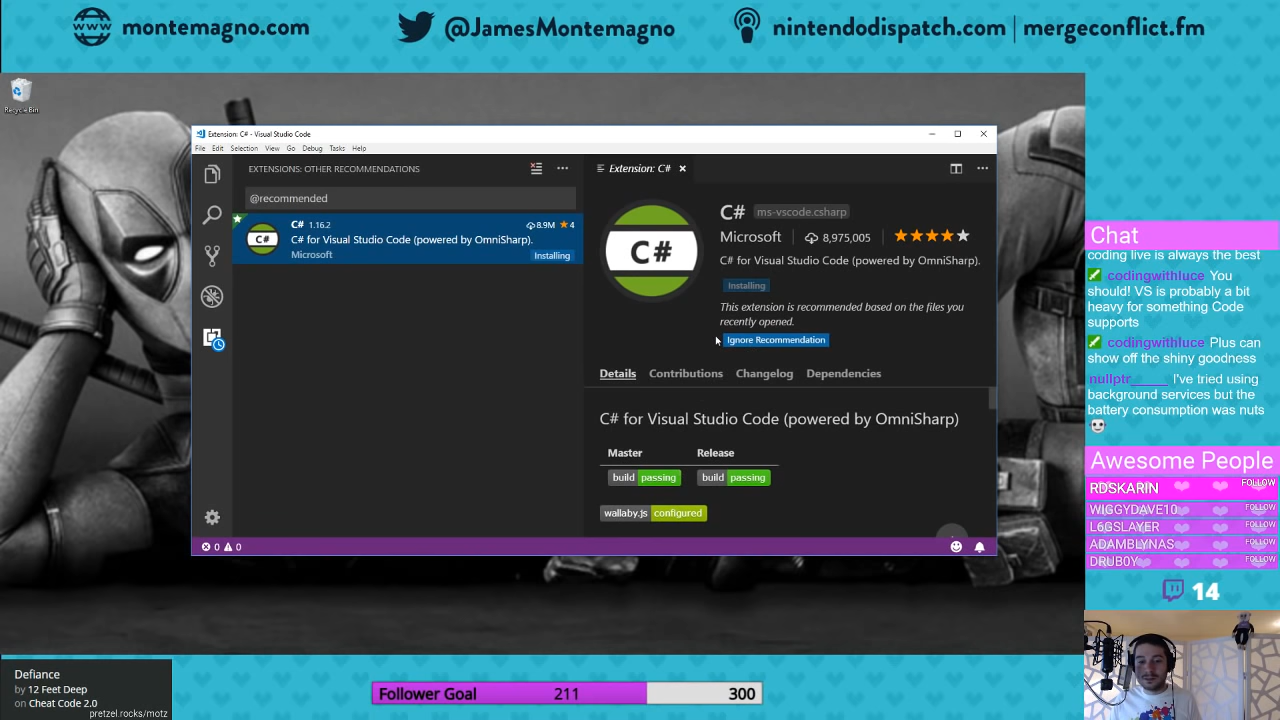 montemagno.com
@JamesMontemagno
nintendodispatch.com | mergeconflict.fm
Recycle Bin
Extension: C# - Visual Studio Code
File Edit Selection View Go Debug Tasks Help
EXTENSIONS: OTHER RECOMMENDATIONS
@recommended
C# 1.16.2 8.9M 4
C# for Visual Studio Code (powered by OmniSharp).
Microsoft Installing
Extension: C#
C#
C#
C# ms-vscode.csharp
Microsoft 8,975,005
C# for Visual Studio Code (powered by OmniSharp).
Installing
This extension is recommended based on the files you
recently opened.
Ignore Recommendation
Details Contributions Changelog Dependencies
C# for Visual Studio Code (powered by OmniSharp)
Master Release
build passing build passing
wallaby.js configured
0 0
Chat
coding live is always the best
codingwithluce You
should! VS is probably a bit
heavy for something Code
supports
codingwithluce Plus can
show off the shiny goodness
nullptr_____ I've tried using
background services but the
battery consumption was nuts
Awesome People
RDSKARIN FOLLOW
WIGGYDAVE10 FOLLOW
L6GSLAYER FOLLOW
ADAMBLYNAS FOLLOW
DRUB0Y FOLLOW
14
Defiance
by 12 Feet Deep
on Cheat Code 2.0
pretzel.rocks/motz
Follower Goal 211 300